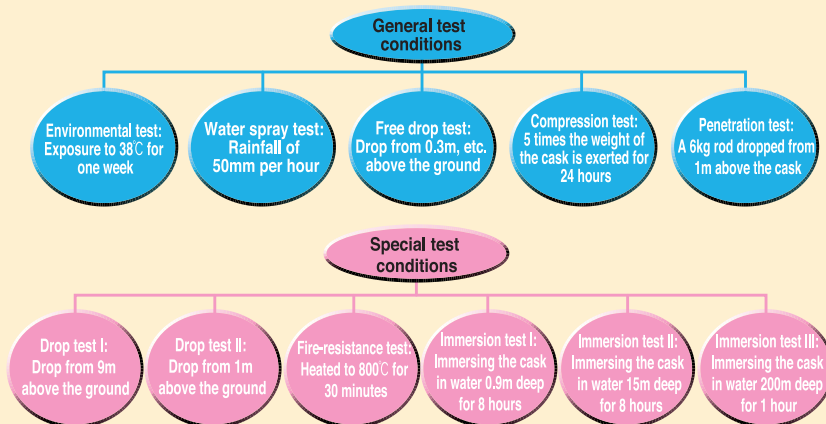 General test
conditions
Environmental test:
Exposure to 38℃ for
one week
Water spray test:
Rainfall of
50mm per hour
Free drop test:
Drop from 0.3m, etc.
above the ground
Compression test:
5 times the weight of
the cask is exerted for
24 hours
Penetration test:
A 6kg rod dropped from
1m above the cask
Special test
conditions
Drop test Ⅰ:
Drop from 9m
above the ground
Drop test Ⅱ:
Drop from 1m
above the ground
Fire-resistance test:
Heated to 800℃ for
30 minutes
Immersion test Ⅰ:
Immersing the cask
in water 0.9m deep
for 8 hours
Immersion test Ⅱ:
Immersing the cask
in water 15m deep
for 8 hours
Immersion test Ⅲ:
Immersing the cask
in water 200m deep
for 1 hour